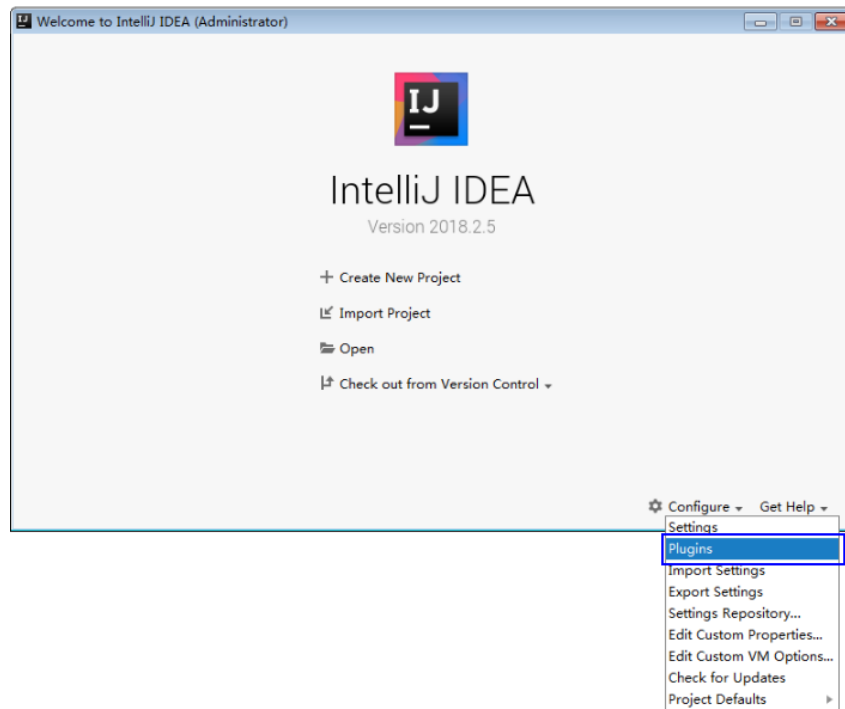 Welcome to IntelliJ IDEA (Administrator)
IJ
IntelliJ IDEA
Version 2018.2.5
Create New Project
Import Project
Open
Check out from Version Control
Configure Get Help
Settings
Plugins
Import Settings
Export Settings
Settings Repository...
Edit Custom Properties...
Edit Custom VM Options...
Check for Updates
Project Defaults